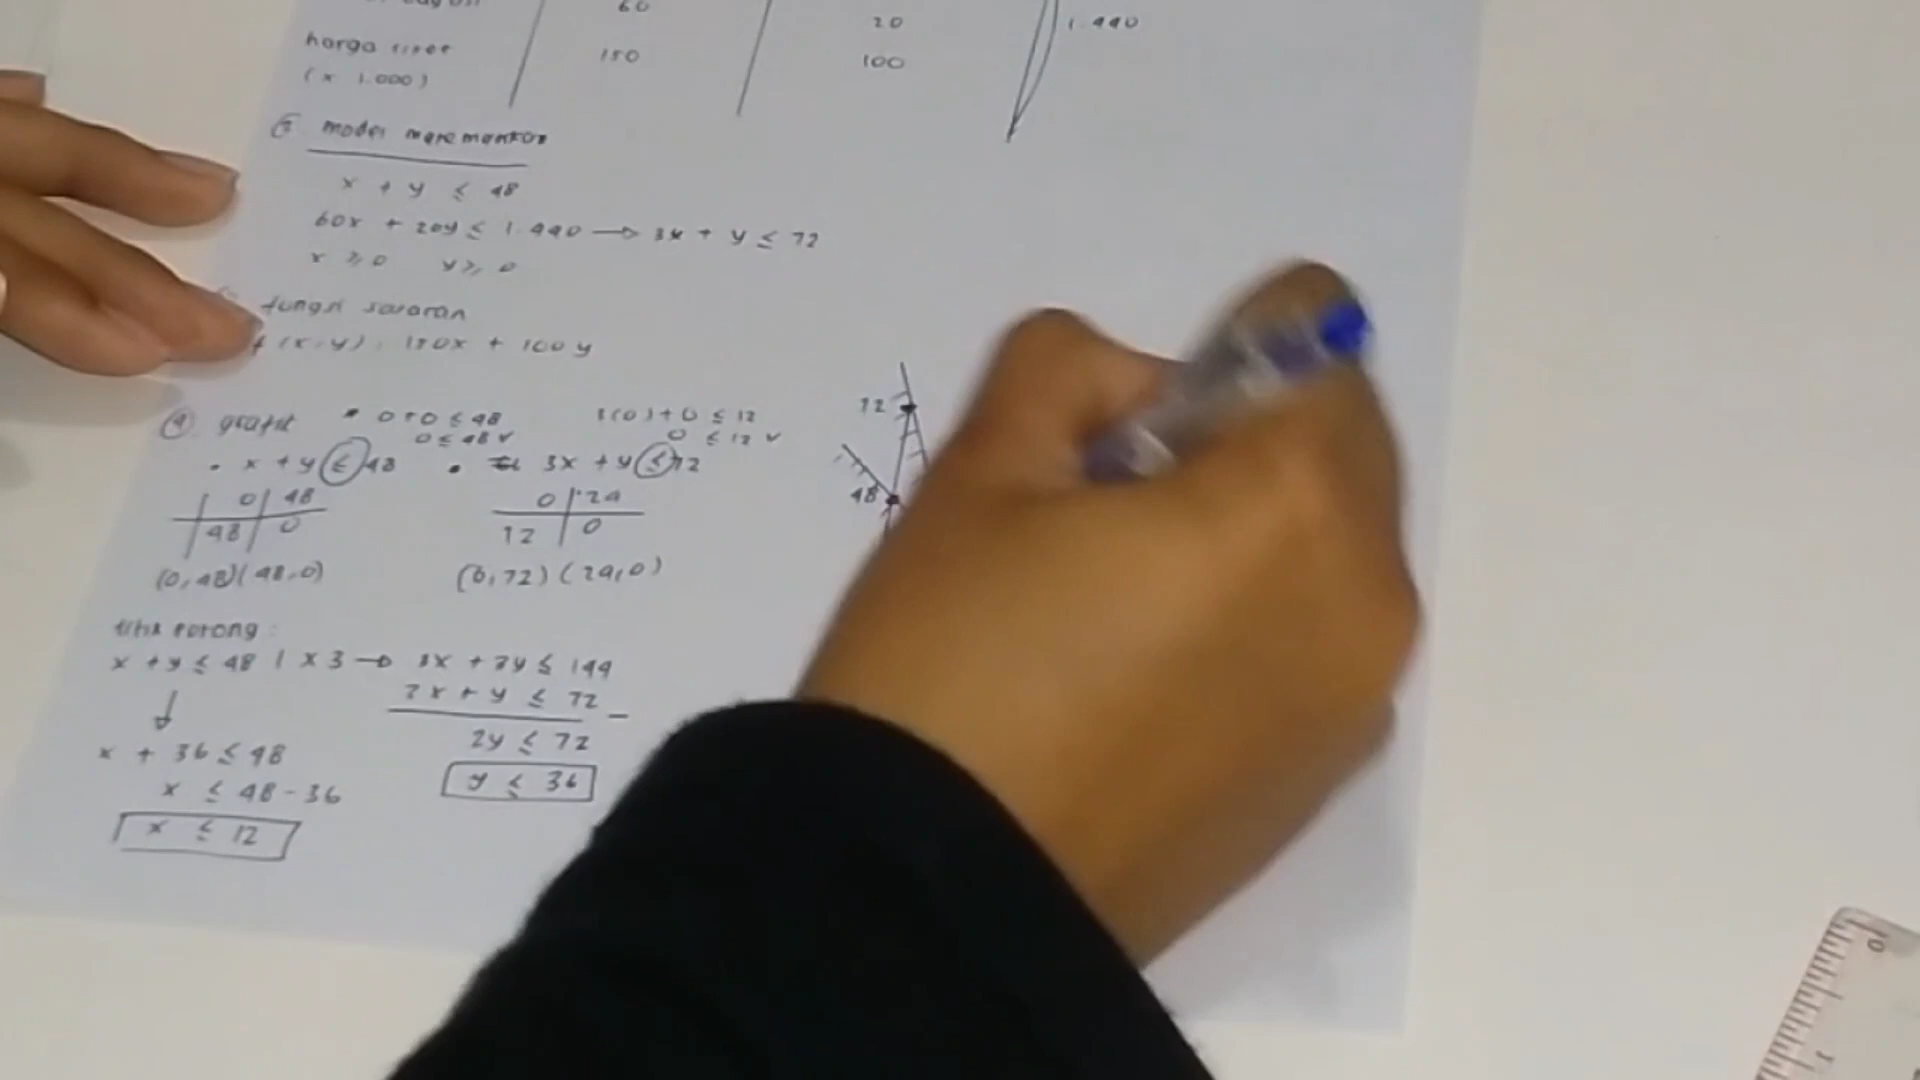 60 20 1.440
harga tiket 150 100
(x 1.000)
model matematika
x + y ≤ 48
60x + 20y ≤ 1.440 → 3x + y ≤ 72
x ≥ 0 y ≥ 0
fungsi sasaran
f(x,y) : 150x + 100y
④ grafik • 0+0 ≤ 48 3(0)+0 ≤ 72
0 ≤ 48 ✓ 0 ≤ 72 ✓
• x + y ≤ 48 • 3x + y ≤ 72
0 48 0 24
48 0 72 0
(0,48)(48,0) (0,72)(24,0)
72
48
titik potong :
x + y ≤ 48 | x 3 → 3x + 3y ≤ 144
3x + y ≤ 72 –
2y ≤ 72
y ≤ 36
x + 36 ≤ 48
x ≤ 48 - 36
x ≤ 12
10